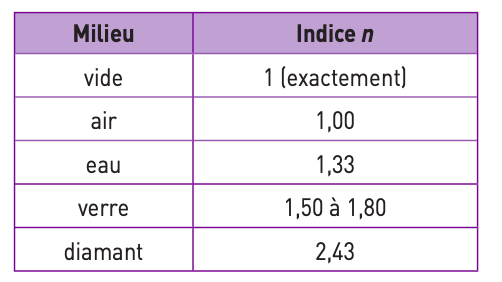 Milieu Indice n
vide 1 (exactement)
air 1,00
eau 1,33
verre 1,50 à 1,80
diamant 2,43